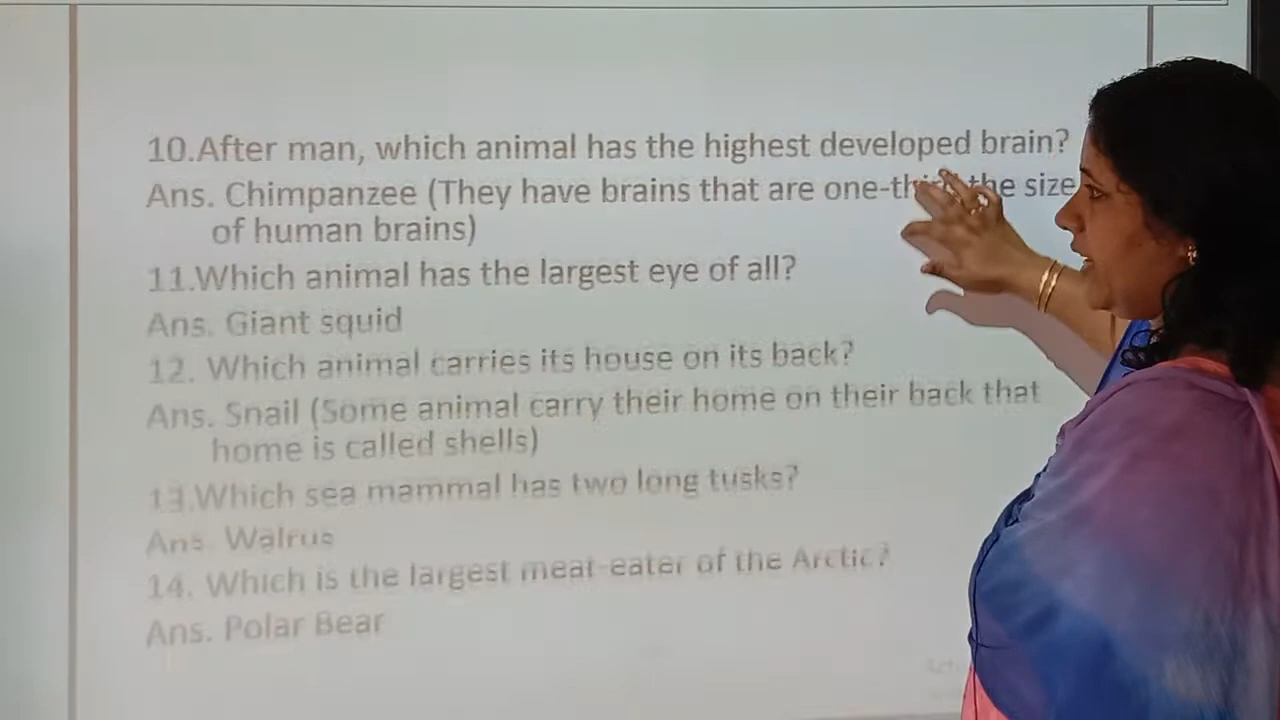 10.After man, which animal has the highest developed brain?
Ans. Chimpanzee (They have brains that are one-third the size
of human brains)
11.Which animal has the largest eye of all?
Ans. Giant squid
12. Which animal carries its house on its back?
Ans. Snail (Some animal carry their home on their back that
home is called shells)
13.Which sea mammal has two long tusks?
Ans. Walrus
14. Which is the largest meat-eater of the Arctic?
Ans. Polar Bear